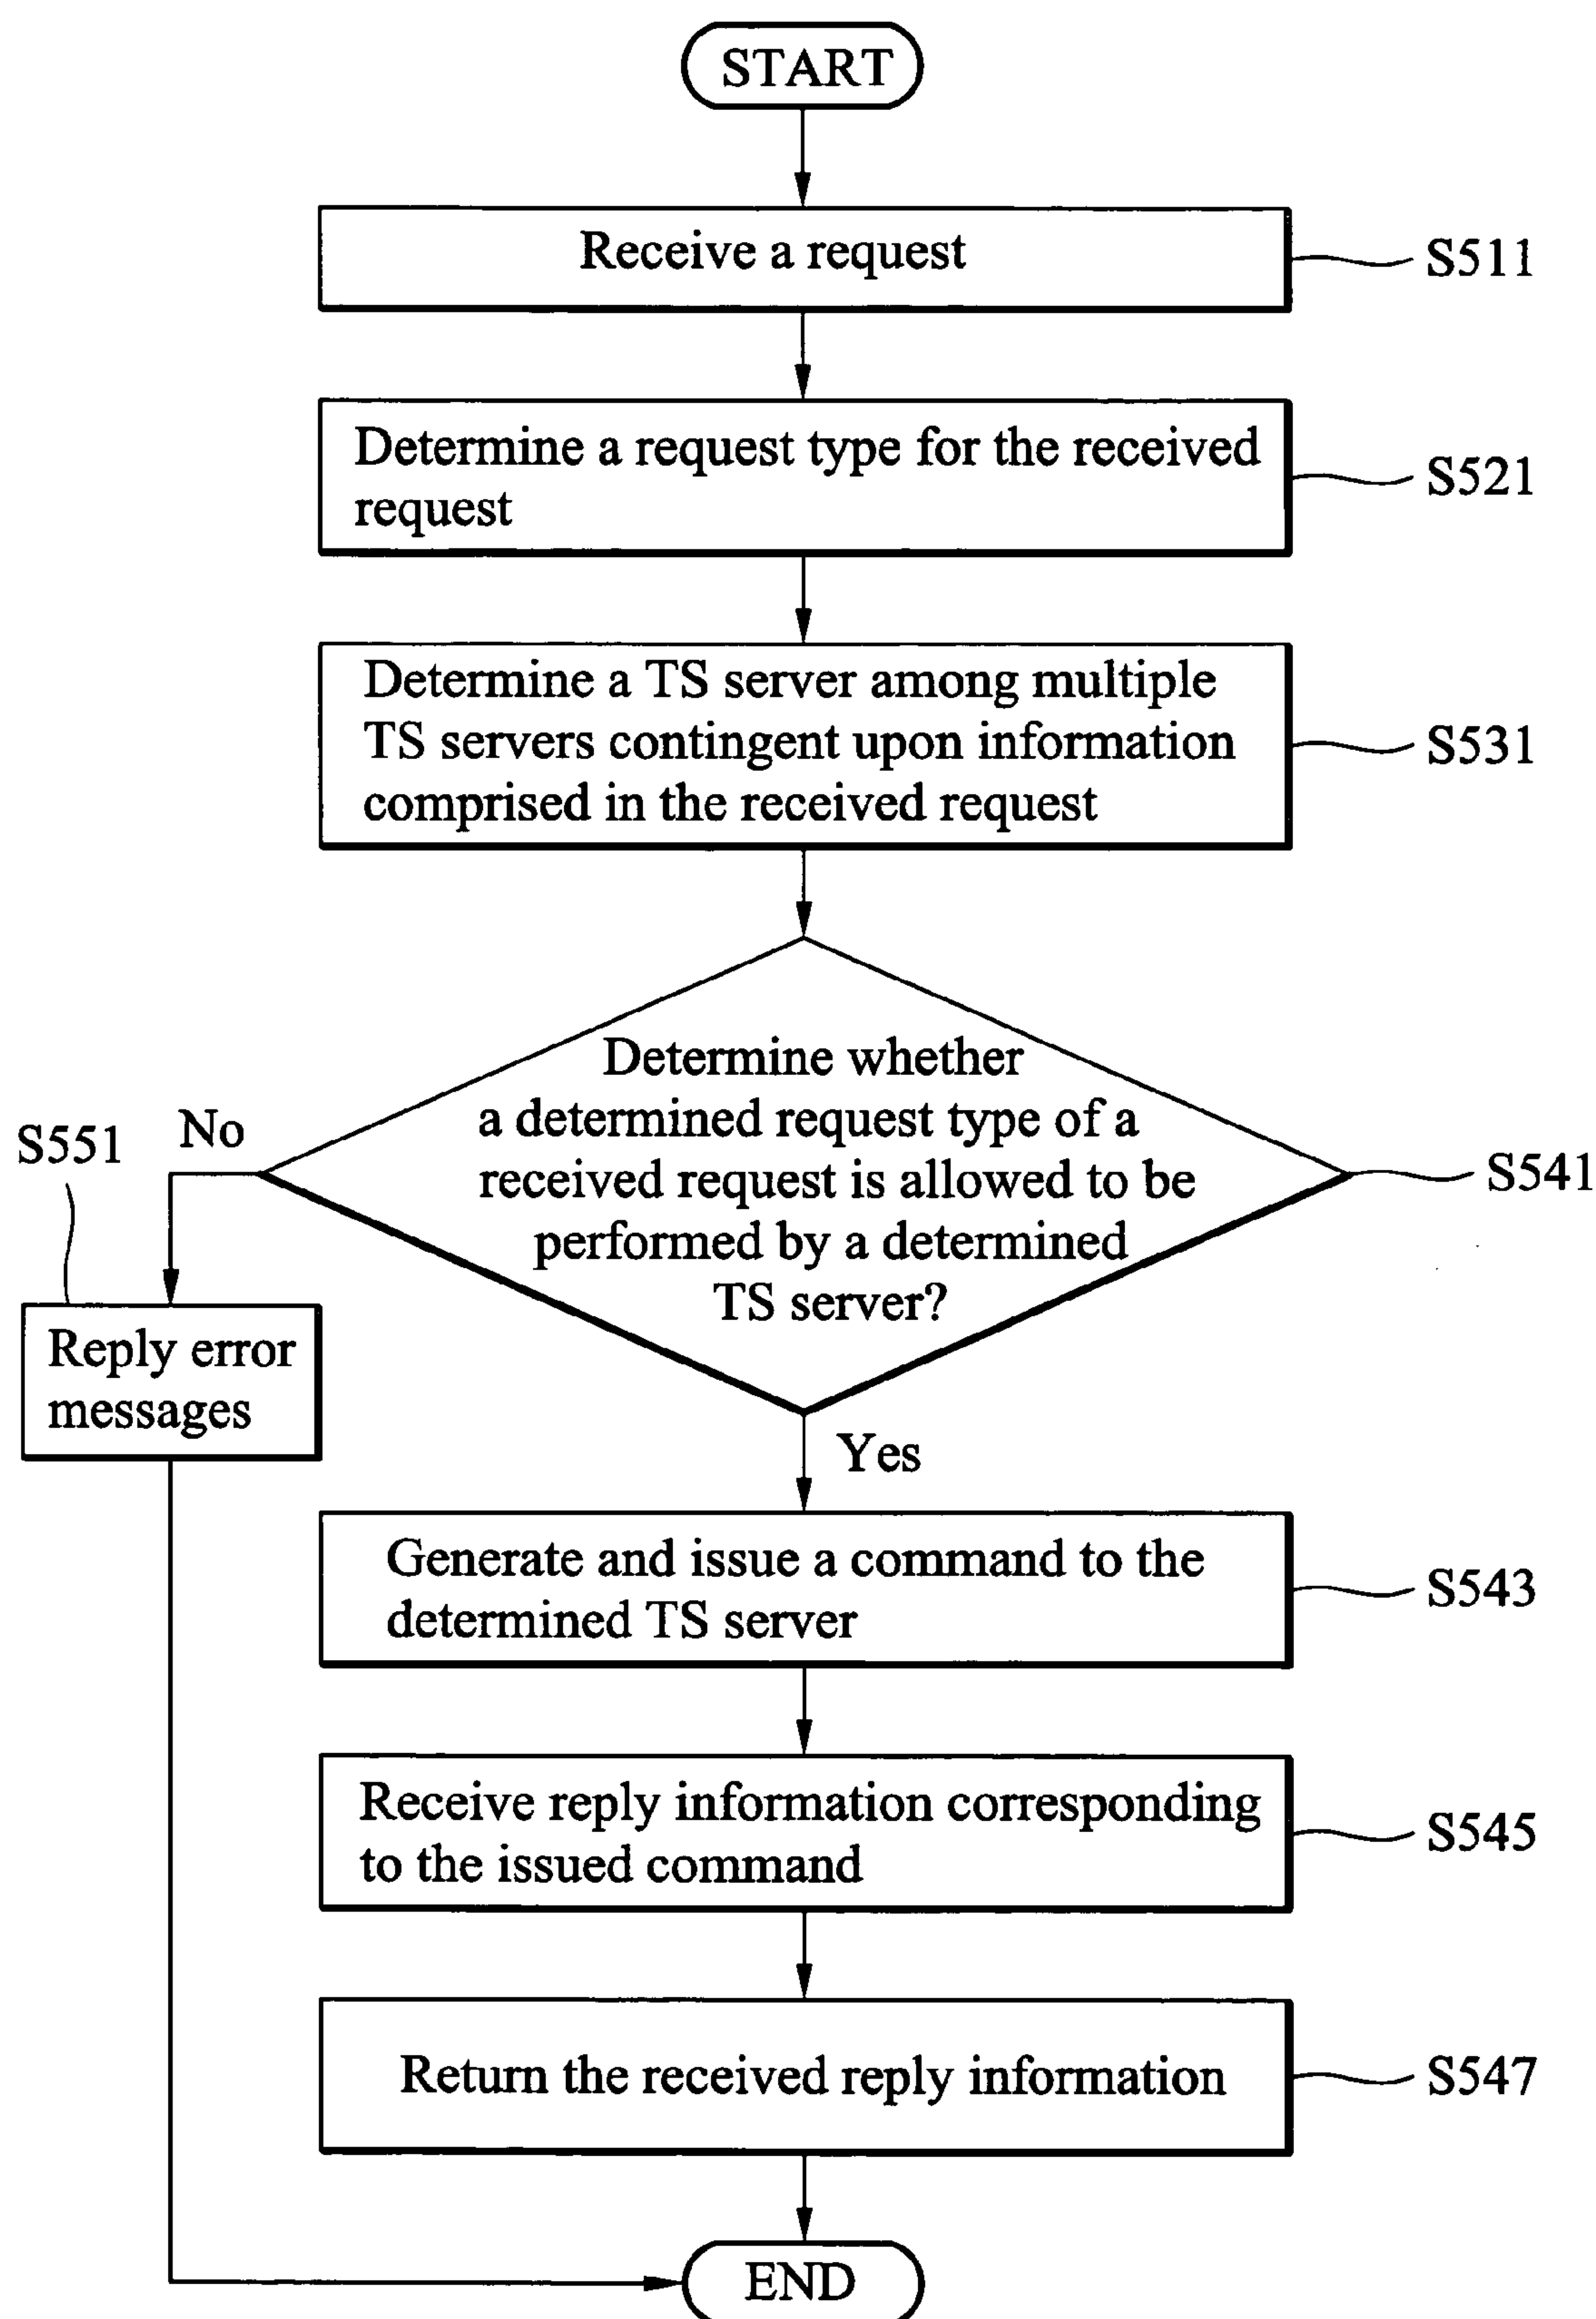 START
Receive a request
S511
Determine a request type for the received
request
S521
Determine a TS server among multiple
TS servers contingent upon information
comprised in the received request
S531
Determine whether
a determined request type of a
received request is allowed to be
performed by a determined
TS server?
S541
No
S551
Reply error
messages
Yes
Generate and issue a command to the
determined TS server
S543
Receive reply information corresponding
to the issued command
S545
Return the received reply information
S547
END